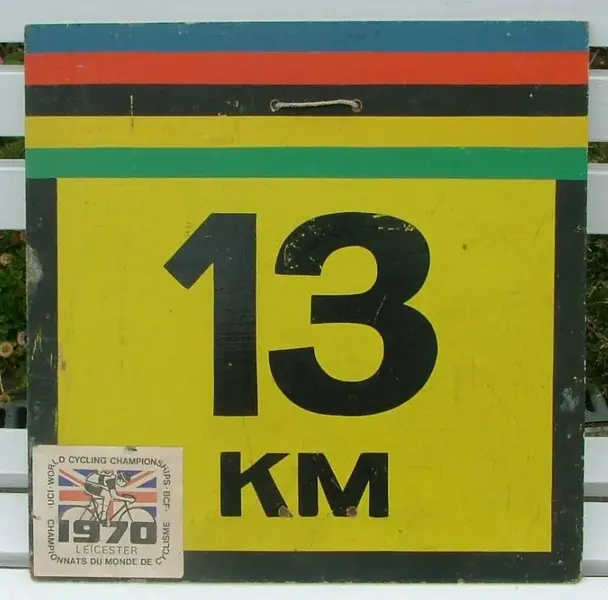 13
KM
UCI · WORLD CYCLING CHAMPIONSHIPS · BCF ·
1970
LEICESTER
CHAMPIONNATS DU MONDE DE CYCLISME